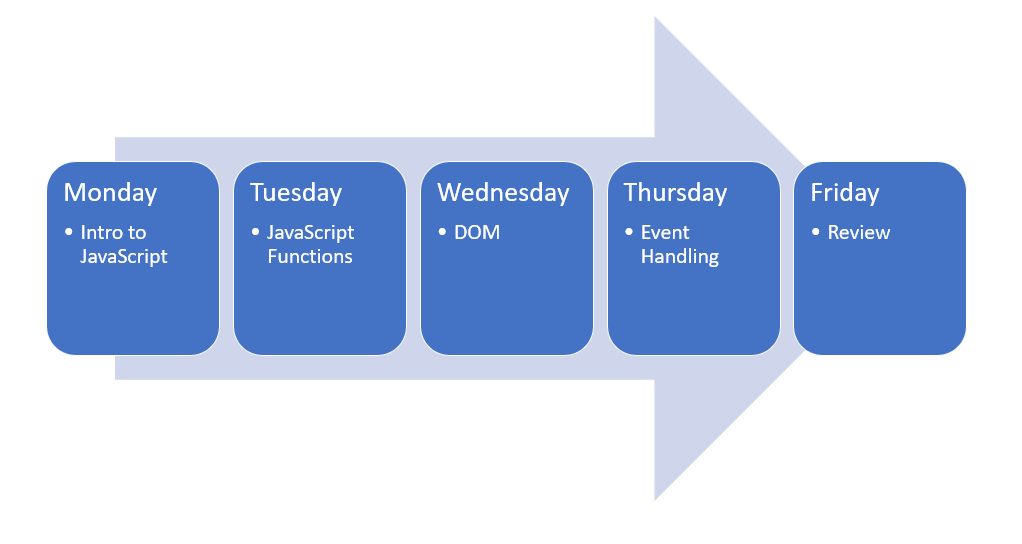 Monday
• Intro to
JavaScript
Tuesday
• JavaScript
Functions
Wednesday
• DOM
Thursday
• Event
Handling
Friday
• Review